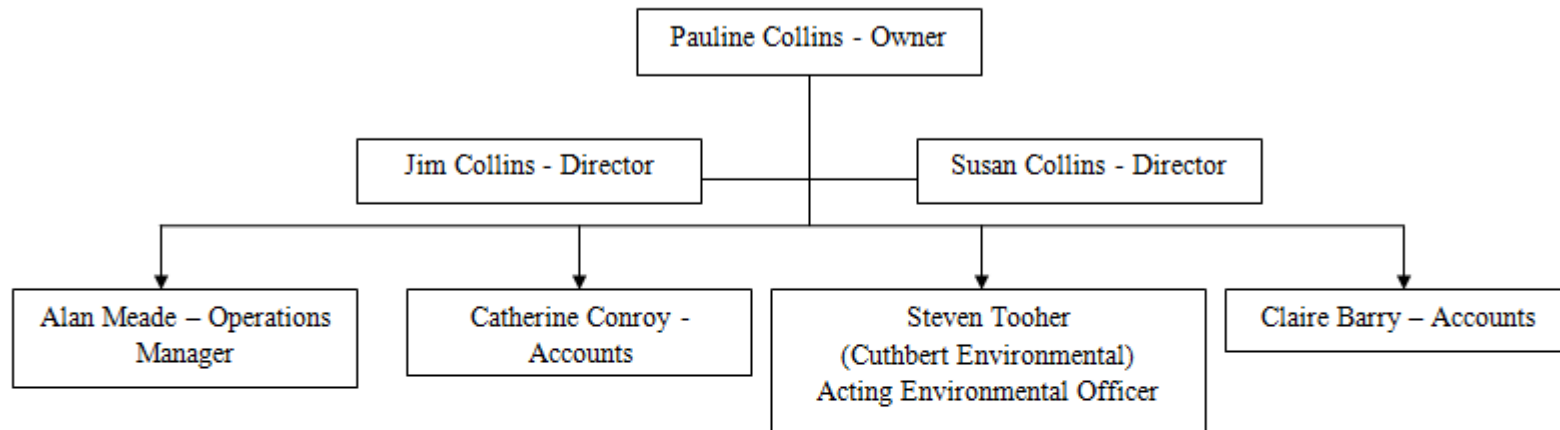 Pauline Collins - Owner
Jim Collins - Director
Susan Collins - Director
Alan Meade – Operations
Manager
Catherine Conroy -
Accounts
Steven Tooher
(Cuthbert Environmental)
Acting Environmental Officer
Claire Barry – Accounts